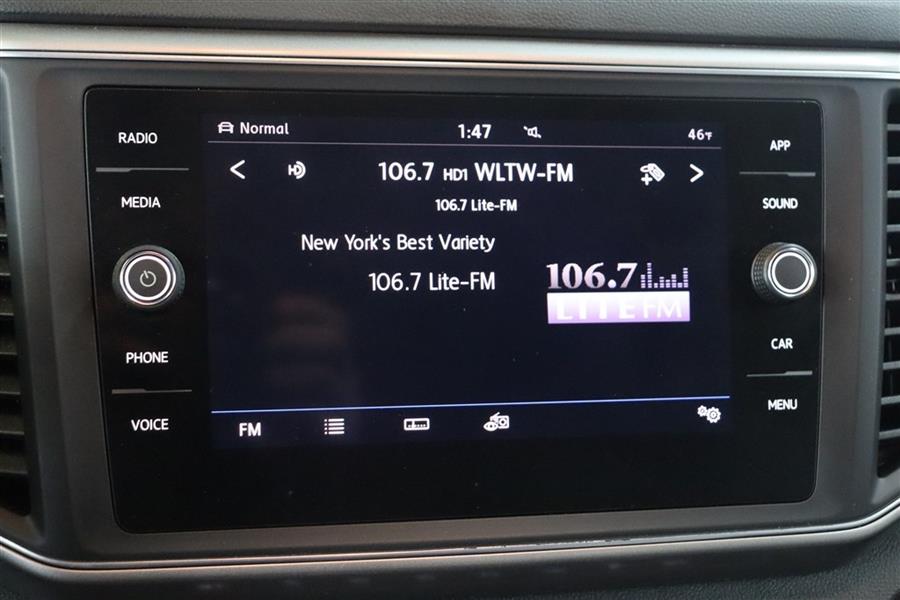 RADIO
MEDIA
PHONE
VOICE
Normal 1:47 46°F
HD 106.7 HD1 WLTW-FM
106.7 Lite-FM
New York's Best Variety
106.7 Lite-FM
106.7
LITE FM
FM
APP
SOUND
CAR
MENU